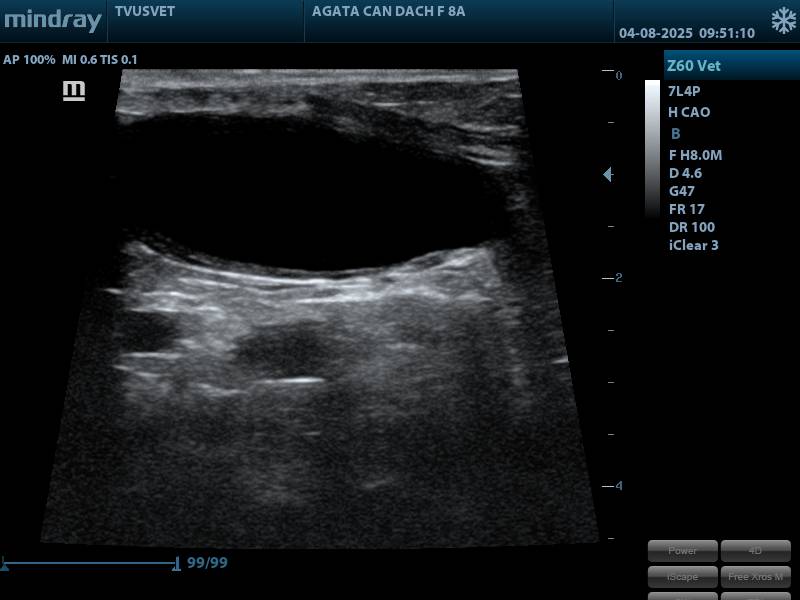 mindray TVUSVET AGATA CAN DACH F 8A
04-08-2025 09:51:10
AP 100% MI 0.6 TIS 0.1
m
Z60 Vet
7L4P
H CAO
B
F H8.0M
D 4.6
G47
FR 17
DR 100
iClear 3
0
2
4
99/99
Power 4D
iScape Free Xros M